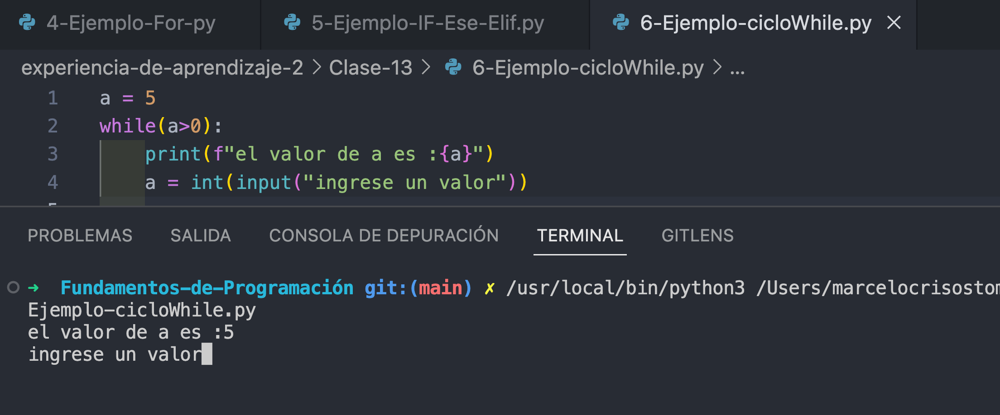 4-Ejemplo-For-py 5-Ejemplo-IF-Ese-Elif.py 6-Ejemplo-cicloWhile.py
experiencia-de-aprendizaje-2 > Clase-13 > 6-Ejemplo-cicloWhile.py > ...
1 a = 5
2 while(a>0):
3 print(f"el valor de a es :{a}")
4 a = int(input("ingrese un valor"))
PROBLEMAS SALIDA CONSOLA DE DEPURACIÓN TERMINAL GITLENS
➜ Fundamentos-de-Programación git:(main) ✗ /usr/local/bin/python3 /Users/marcelocrisostom
Ejemplo-cicloWhile.py
el valor de a es :5
ingrese un valor